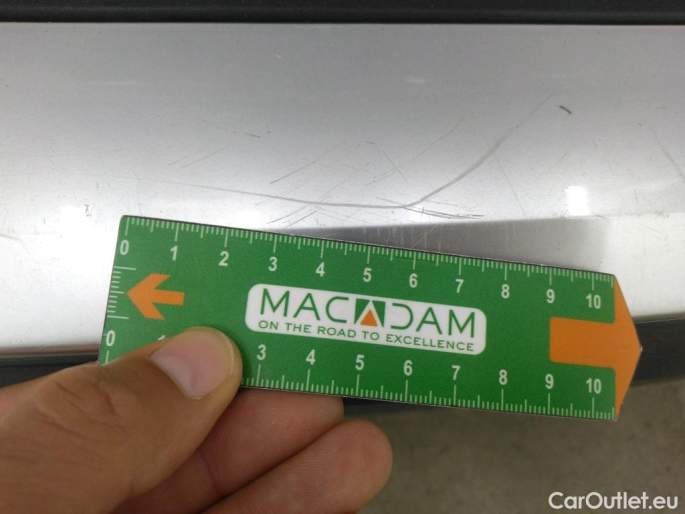 0 1 2 3 4 5 6 7 8 9 10
MACADAM
ON THE ROAD TO EXCELLENCE
0 1 3 4 5 6 7 8 9 10
CarOutlet.eu